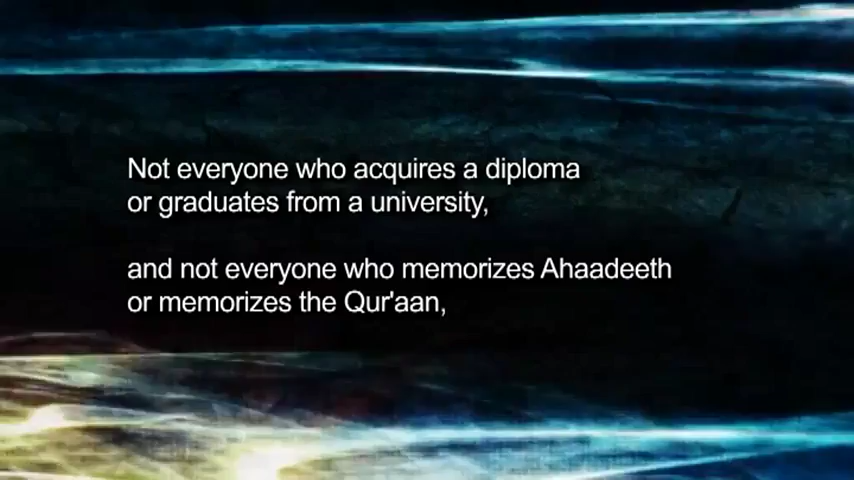 Not everyone who acquires a diploma
or graduates from a university,
and not everyone who memorizes Ahaadeeth
or memorizes the Qur'aan,